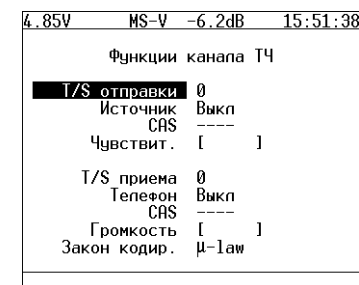 4.85V MS-V -6.2dB 15:51:38
Функции канала ТЧ
T/S отправки 0
Источник Выкл
CAS ----
Чувствит. [ ]
T/S приема 0
Телефон Выкл
CAS ----
Громкость [ ]
Закон кодир. µ-law